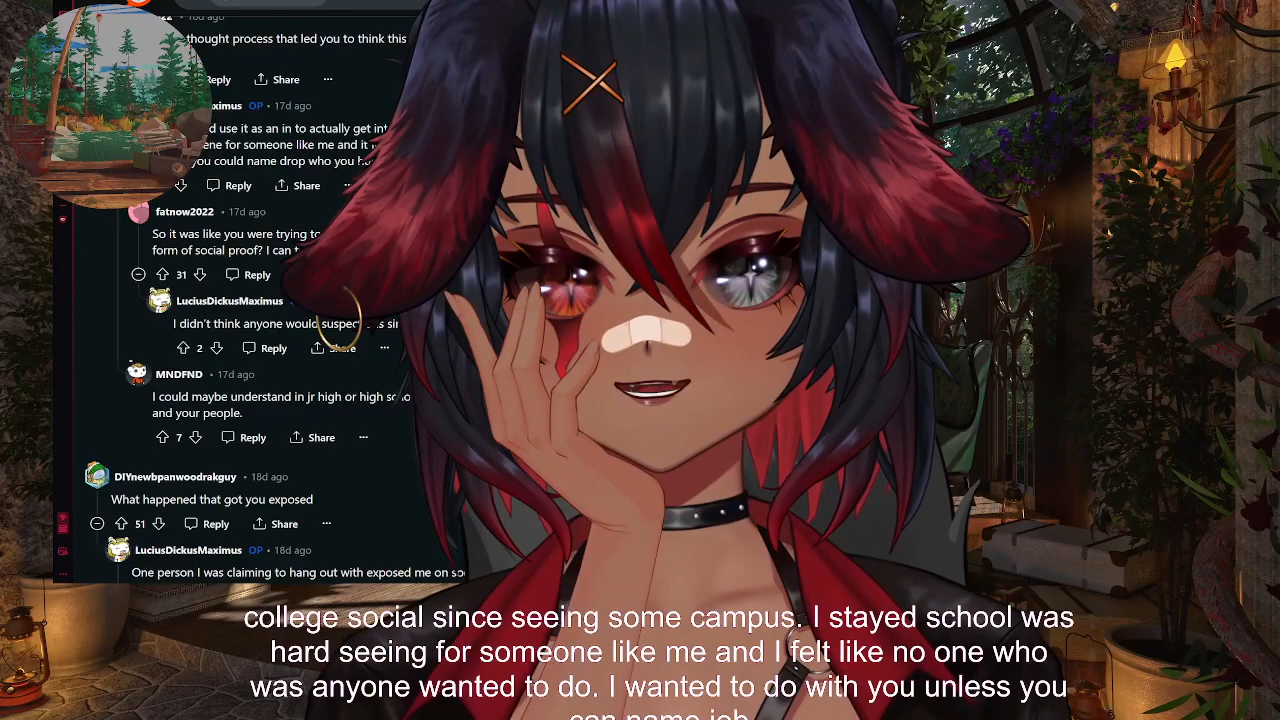 10d ago
thought process that led you to think this
Reply Share
OP • 17d ago
d use it as an in to actually get
for someone like me and it
you could name drop who you
Reply Share
fatnow2022 • 17d ago
So it was like you were trying to
form of social proof? I can
31 Reply
LuciusDickusMaximus
I didn't think anyone would suspect
2 Reply Share
MNDFND • 17d ago
I could maybe understand in jr high or high
and your people.
7 Reply Share
DIYnewbpanwoodrakguy • 18d ago
What happened that got you exposed
51 Reply Share
LuciusDickusMaximus OP • 18d ago
One person I was claiming to hang out with exposed me on
college social since seeing some campus. I stayed school was
hard seeing for someone like me and I felt like no one who
was anyone wanted to do. I wanted to do with you unless you
can name job